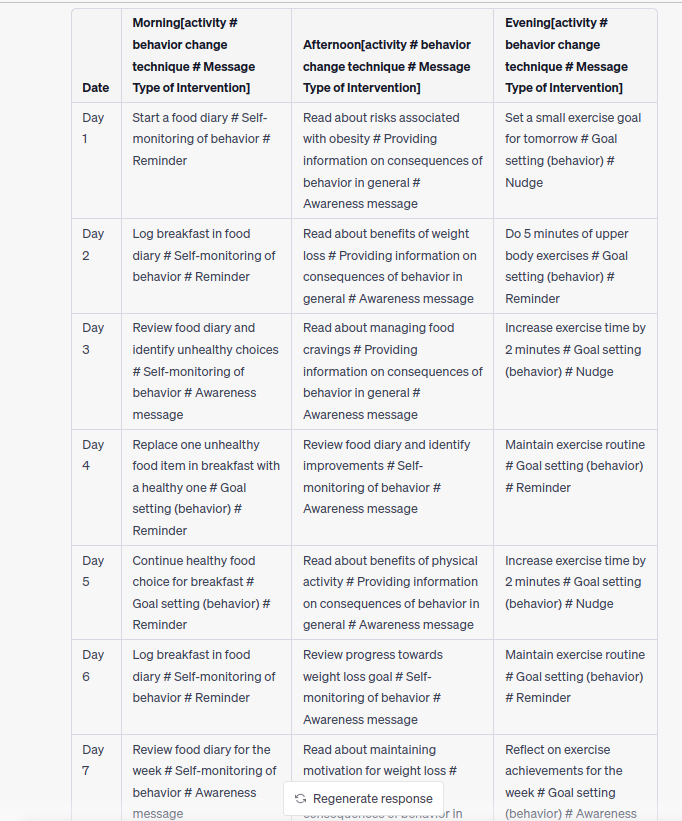 Date
Morning[activity #
behavior change
technique # Message
Type of Intervention]
Afternoon[activity # behavior
change technique # Message
Type of Intervention]
Evening[activity #
behavior change
technique # Message
Type of Intervention]
Day
1
Start a food diary # Self-
monitoring of behavior #
Reminder
Read about risks associated
with obesity # Providing
information on consequences of
behavior in general #
Awareness message
Set a small exercise goal
for tomorrow # Goal
setting (behavior) #
Nudge
Day
2
Log breakfast in food
diary # Self-monitoring of
behavior # Reminder
Read about benefits of weight
loss # Providing information on
consequences of behavior in
general # Awareness message
Do 5 minutes of upper
body exercises # Goal
setting (behavior) #
Reminder
Day
3
Review food diary and
identify unhealthy choices
# Self-monitoring of
behavior # Awareness
message
Read about managing food
cravings # Providing
information on consequences of
behavior in general #
Awareness message
Increase exercise time by
2 minutes # Goal setting
(behavior) # Nudge
Day
4
Replace one unhealthy
food item in breakfast with
a healthy one # Goal
setting (behavior) #
Reminder
Review food diary and identify
improvements # Self-
monitoring of behavior #
Awareness message
Maintain exercise routine
# Goal setting (behavior)
# Reminder
Day
5
Continue healthy food
choice for breakfast #
Goal setting (behavior) #
Reminder
Read about benefits of physical
activity # Providing information
on consequences of behavior in
general # Awareness message
Increase exercise time by
2 minutes # Goal setting
(behavior) # Nudge
Day
6
Log breakfast in food
diary # Self-monitoring of
behavior # Reminder
Review progress towards
weight loss goal # Self-
monitoring of behavior #
Awareness message
Maintain exercise routine
# Goal setting (behavior)
# Reminder
Day
7
Review food diary for the
week # Self-monitoring of
behavior # Awareness
message
Read about maintaining
motivation for weight loss #
consequences of behavior in
Reflect on exercise
achievements for the
week # Goal setting
(behavior) # Awareness
Regenerate response